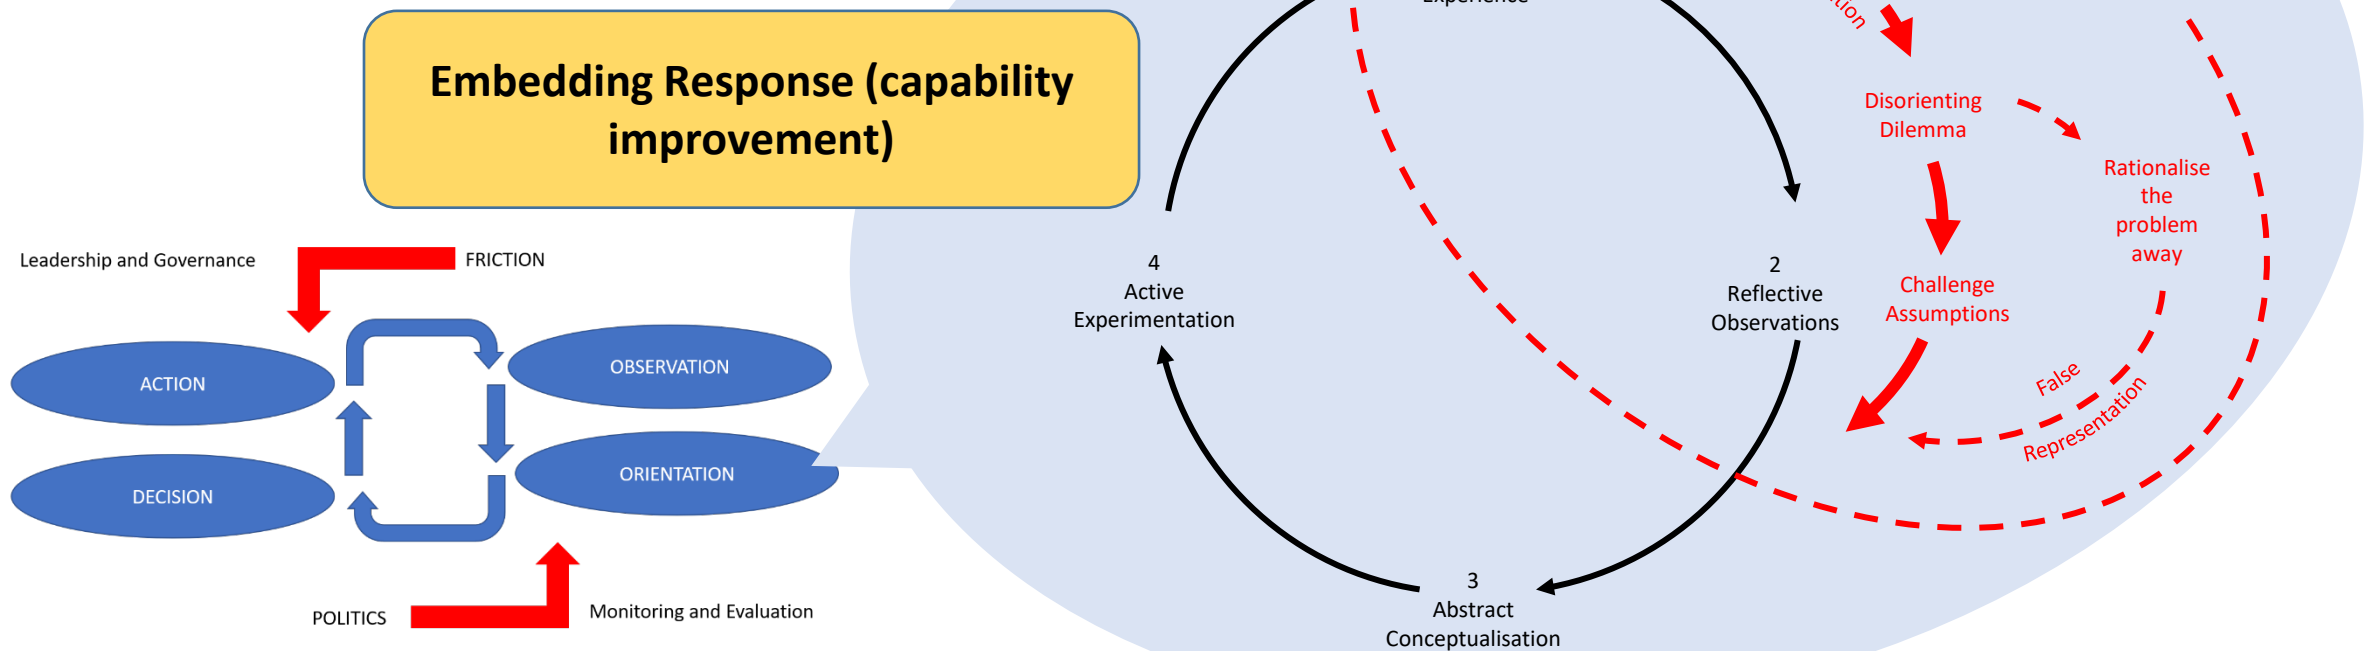 Experience
Embedding Response (capability
improvement)
Disorienting
Dilemma
Rationalise
the
problem
away
Leadership and Governance
FRICTION
4
Active
Experimentation
2
Reflective
Observations
Challenge
Assumptions
ACTION
OBSERVATION
False
Representation
DECISION
ORIENTATION
POLITICS
Monitoring and Evaluation
3
Abstract
Conceptualisation